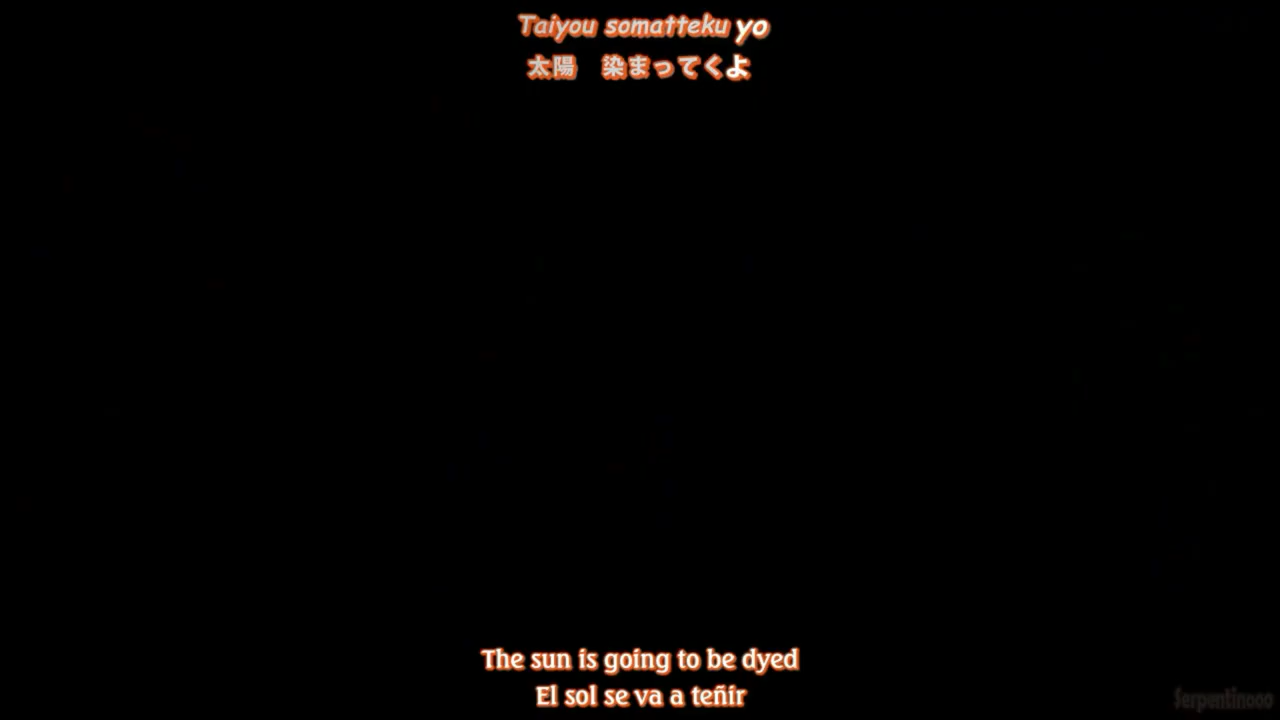 Taiyou somatteku yo
太陽　染まってくよ
The sun is going to be dyed
El sol se va a teñir
Serpentinooo